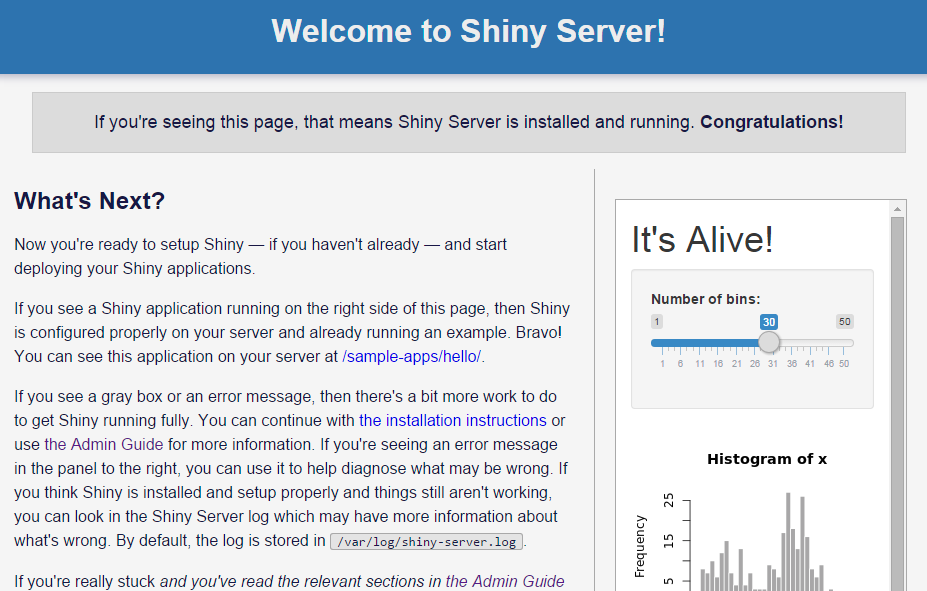 Welcome to Shiny Server!
If you're seeing this page, that means Shiny Server is installed and running. Congratulations!
What's Next?
Now you're ready to setup Shiny — if you haven't already — and start
deploying your Shiny applications.
If you see a Shiny application running on the right side of this page, then Shiny
is configured properly on your server and already running an example. Bravo!
You can see this application on your server at /sample-apps/hello/.
If you see a gray box or an error message, then there's a bit more work to do
to get Shiny running fully. You can continue with the installation instructions or
use the Admin Guide for more information. If you're seeing an error message
in the panel to the right, you can use it to help diagnose what may be wrong. If
you think Shiny is installed and setup properly and things still aren't working,
you can look in the Shiny Server log which may have more information about
what's wrong. By default, the log is stored in /var/log/shiny-server.log.
If you're really stuck and you've read the relevant sections in the Admin Guide
It's Alive!
Number of bins:
1 30 50
1 6 11 16 21 26 31 36 41 46 50
Histogram of x
Frequency
25
15
5